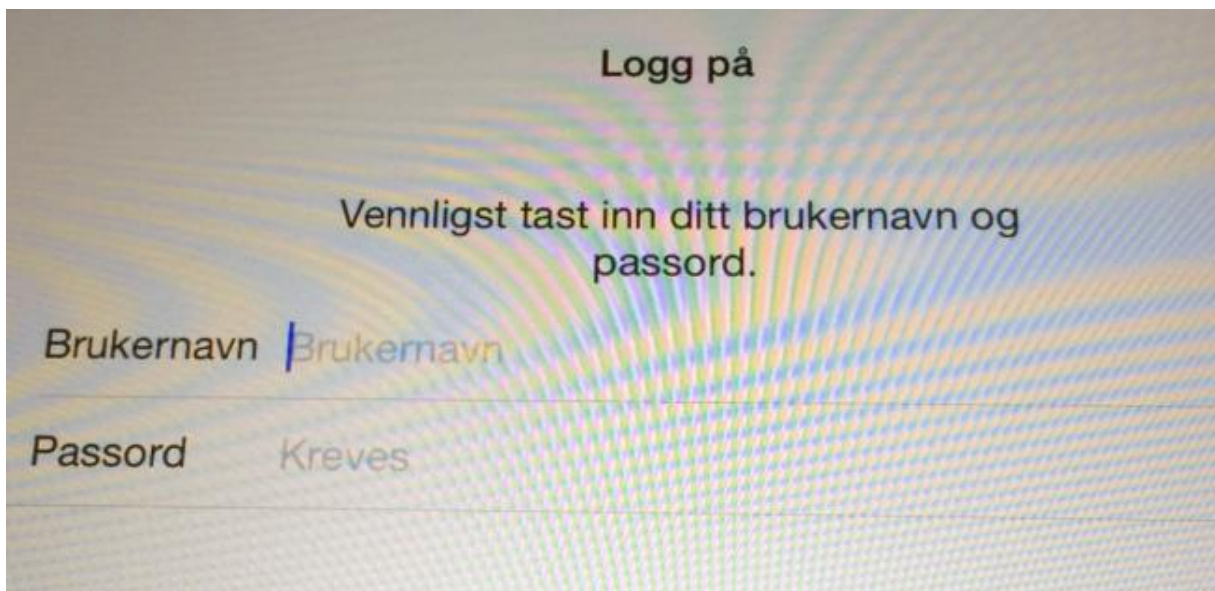 Logg på
Vennligst tast inn ditt brukernavn og
passord.
Brukernavn Brukernavn
Passord Kreves